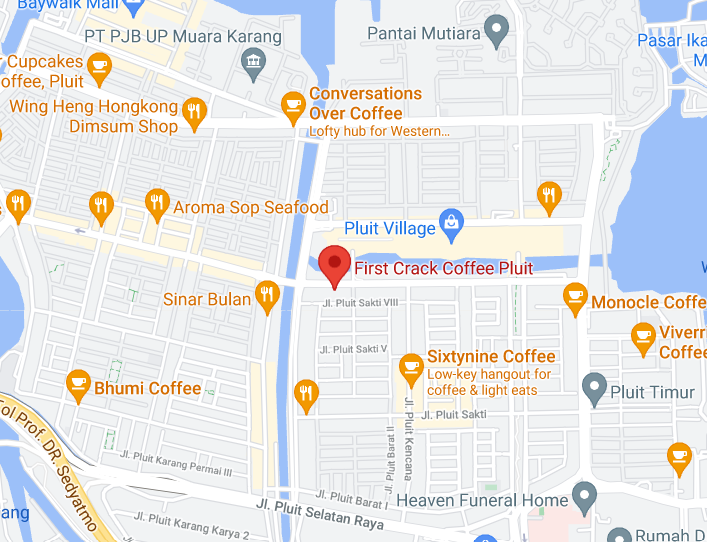 Baywalk Mall
PT PJB UP Muara Karang
Pantai Mutiara
Pasar Ika
M
r Cupcakes
offee, Pluit
Wing Heng Hongkong
Dimsum Shop
Conversations
Over Coffee
Lofty hub for Western...
Aroma Sop Seafood
Pluit Village
First Crack Coffee Pluit
Sinar Bulan
Jl. Pluit Sakti VIII
Monocle Coffe
Jl. Pluit Sakti V
Sixtynine Coffee
Low-key hangout for
coffee & light eats
Viverr
Coffee
Bhumi Coffee
Pluit Timur
Jl. Pluit Sakti
Jl. Pluit Kencana
Jl. Pluit Barat II
ol Prof. DR. Sedyatmo
Jl. Pluit Karang Permai III
Jl. Pluit Barat I
Heaven Funeral Home
Jl. Pluit Selatan Raya
ang
Jl. Pluit Karang Karya 2
Rumah D